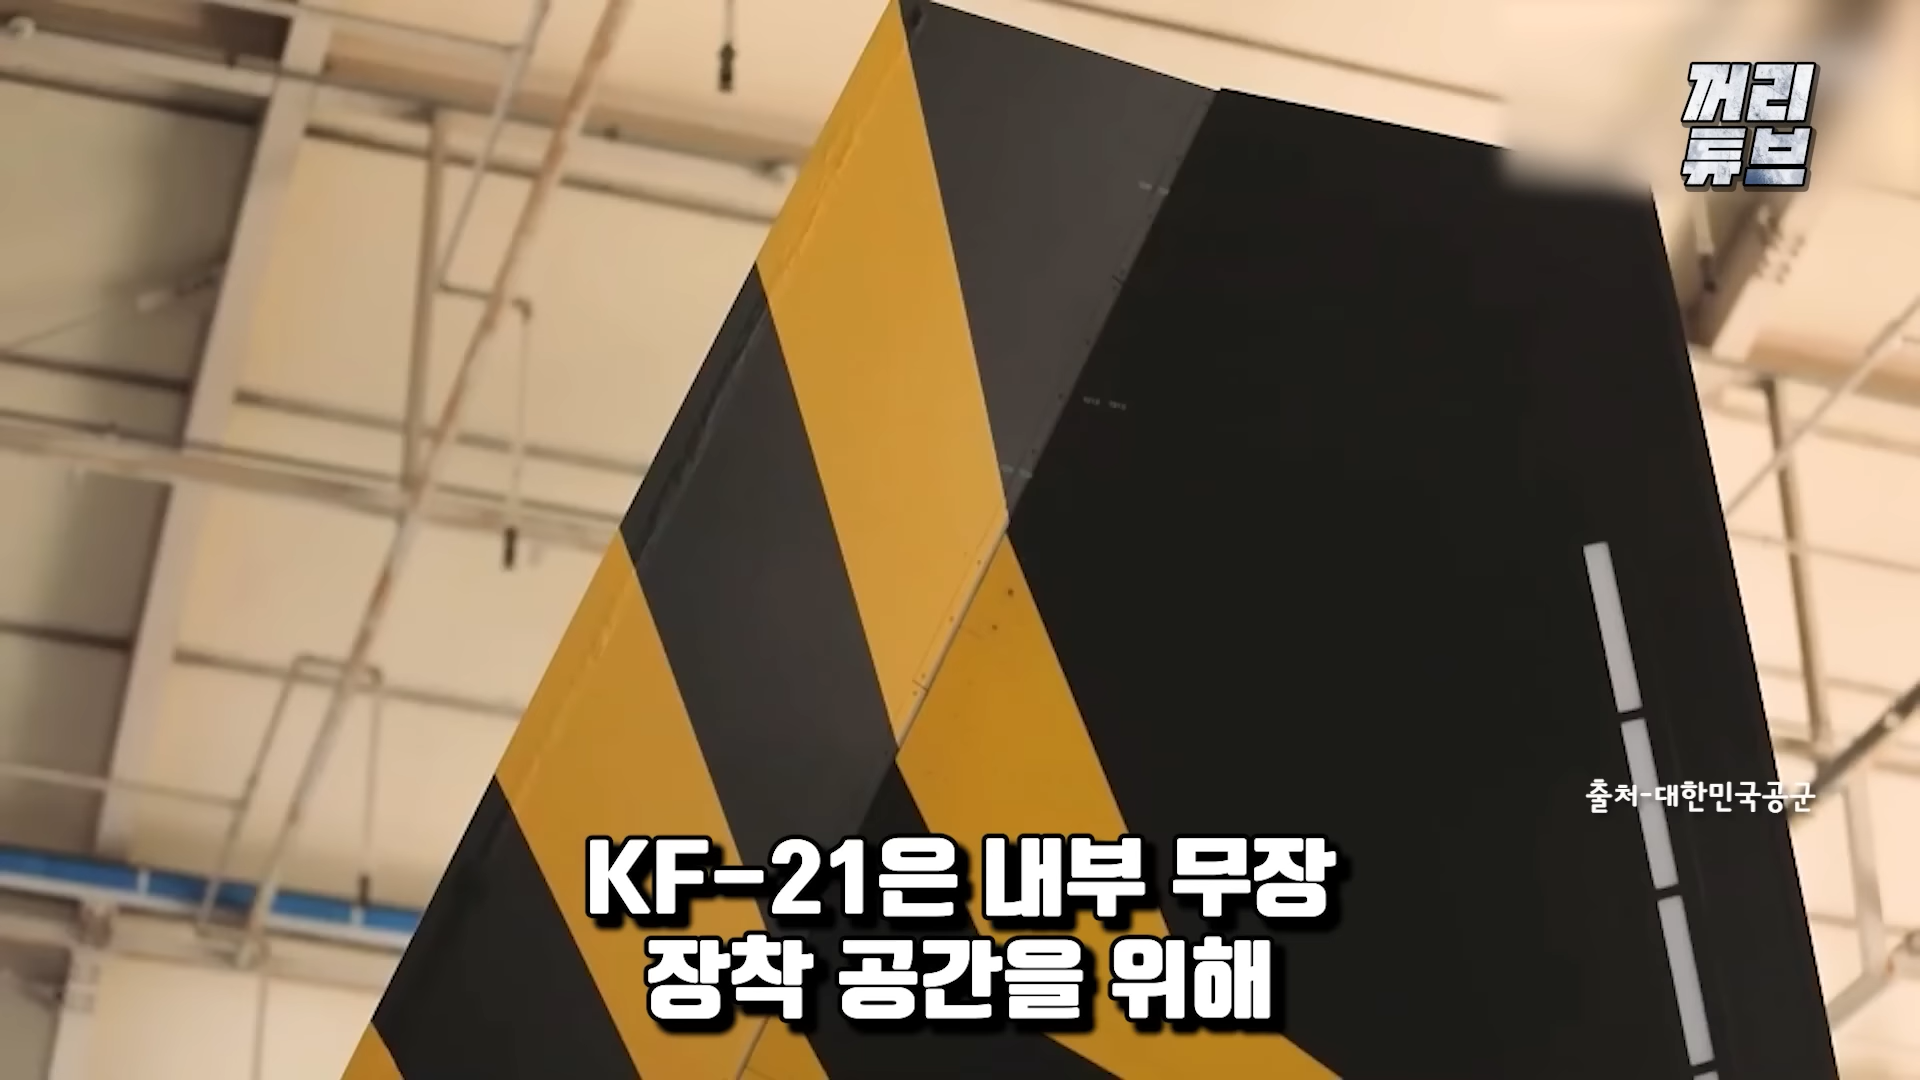 꺼리
튜브
출처-대한민국공군
KF-21은 내부 무장
장착 공간을 위해